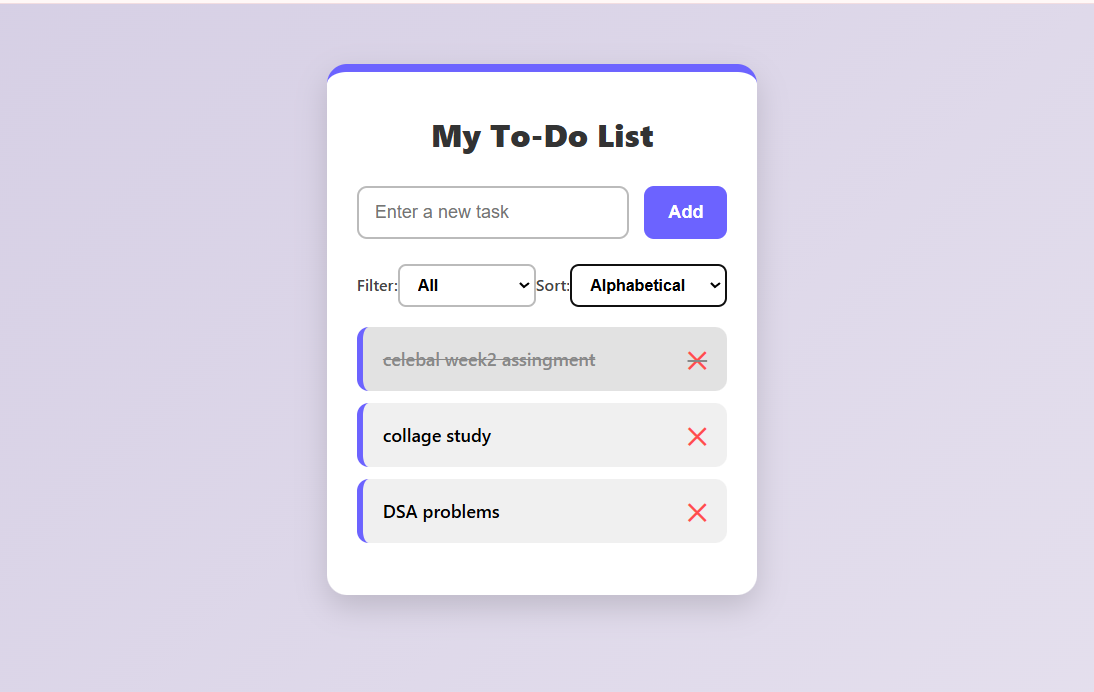 My To-Do List
Enter a new task
Add
Filter: All Sort: Alphabetical
celebal week2 assingment
collage study
DSA problems